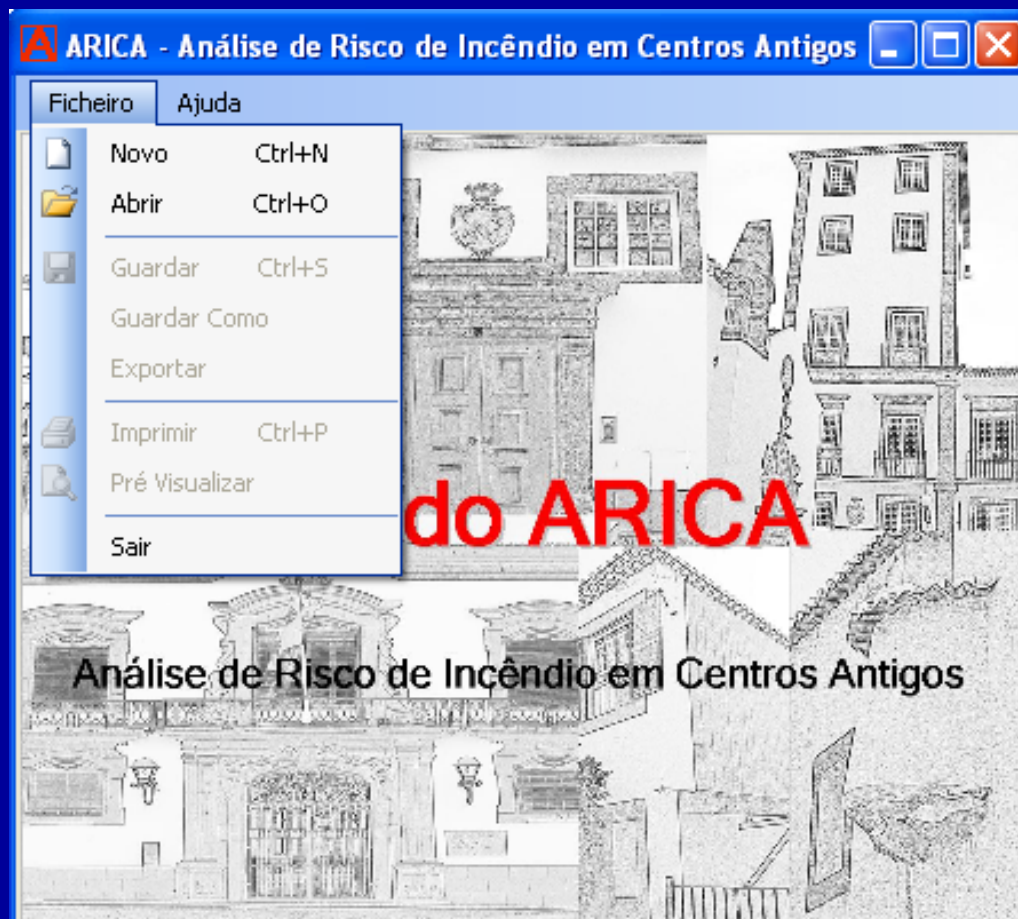 ARICA - Análise de Risco de Incêndio em Centros Antigos
Ficheiro Ajuda
Novo Ctrl+N
Abrir Ctrl+O
Guardar Ctrl+S
Guardar Como
Exportar
Imprimir Ctrl+P
Pré Visualizar
Sair
do ARICA
Análise de Risco de Incêndio em Centros Antigos